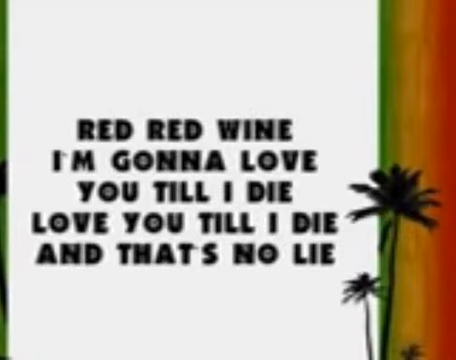 RED RED WINE
I'M GONNA LOVE
YOU TILL I DIE
LOVE YOU TILL I DIE
AND THAT'S NO LIE